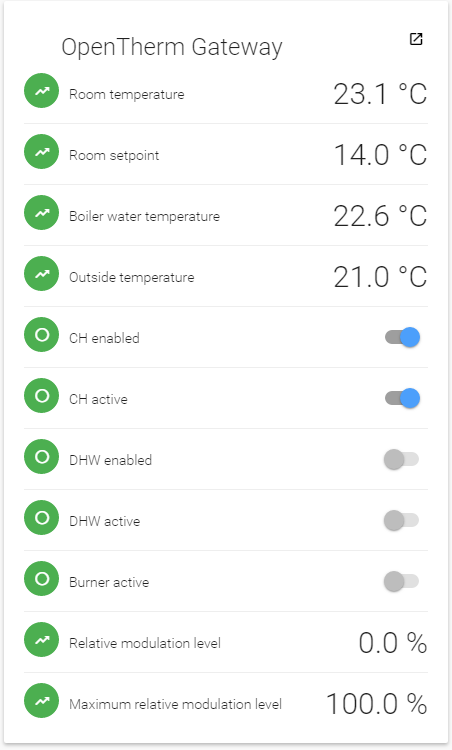 OpenTherm Gateway
Room temperature 23.1 °C
Room setpoint 14.0 °C
Boiler water temperature 22.6 °C
Outside temperature 21.0 °C
CH enabled
CH active
DHW enabled
DHW active
Burner active
Relative modulation level 0.0 %
Maximum relative modulation level 100.0 %